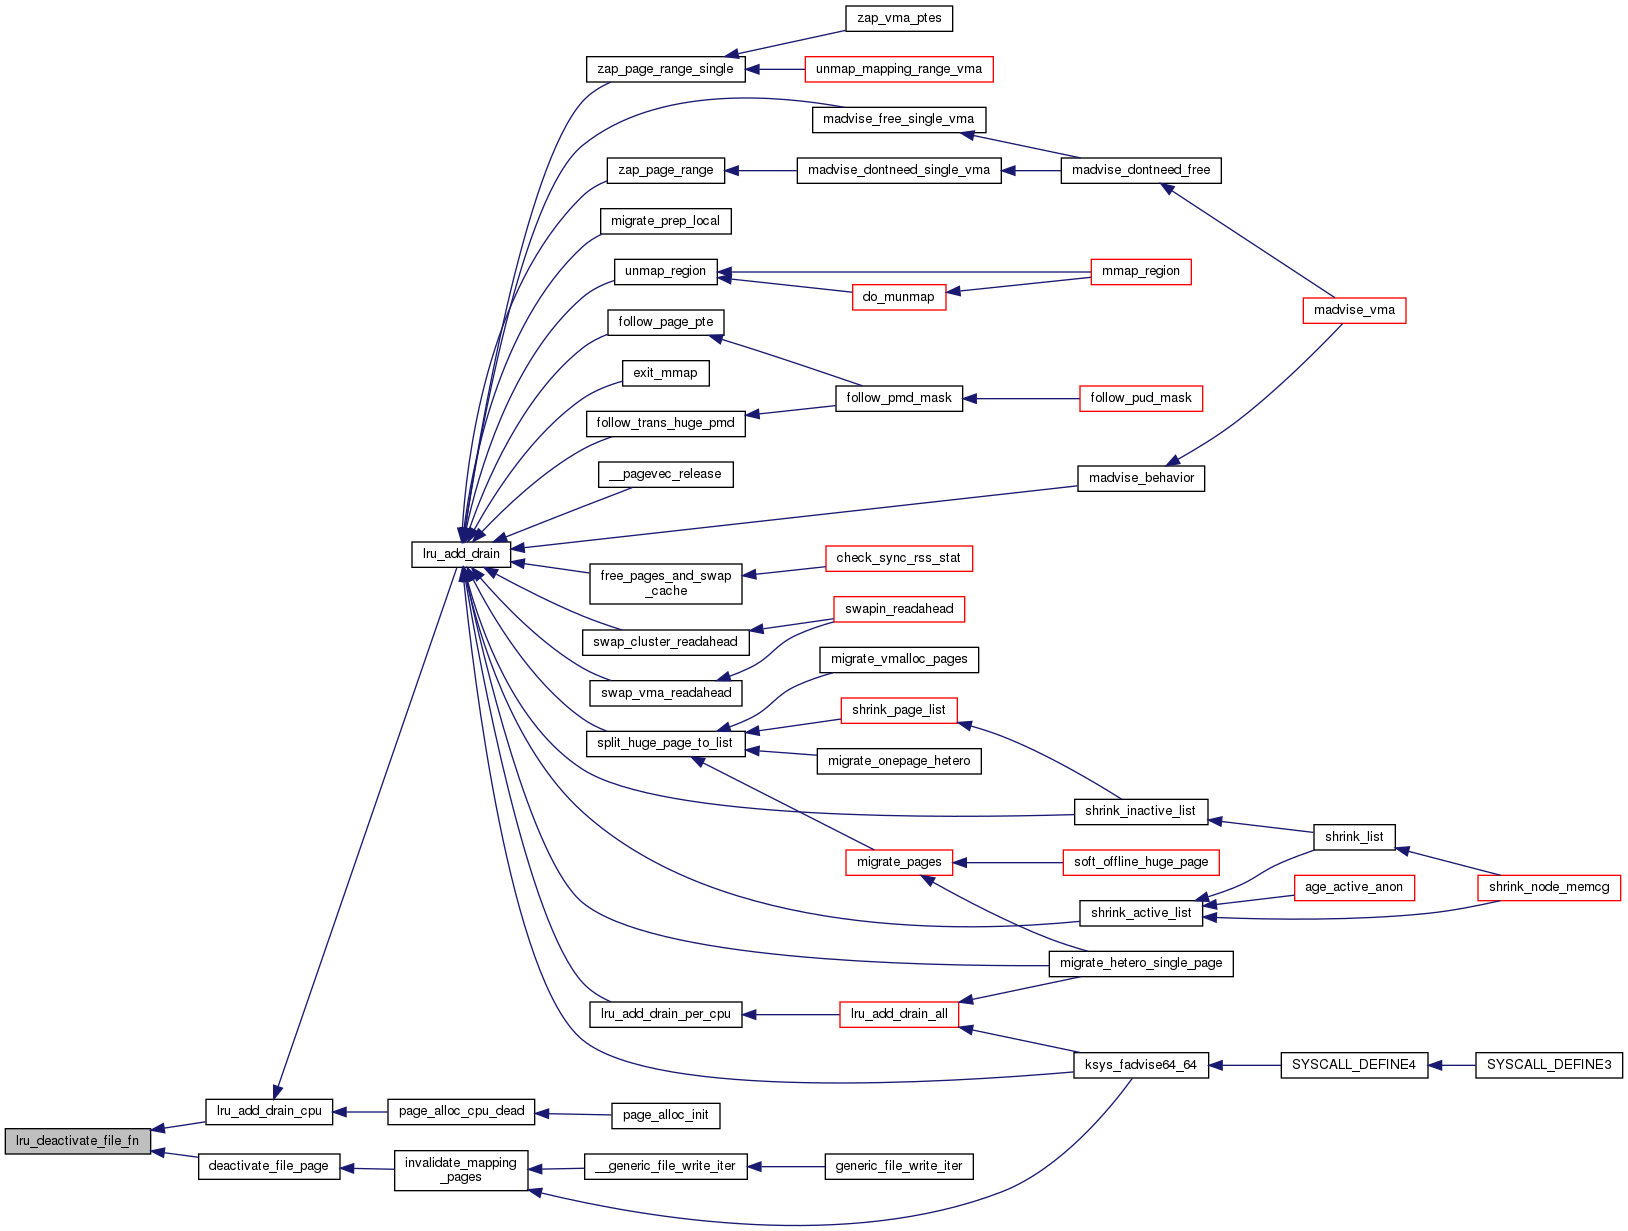 zap_vma_ptes
zap_page_range_single
unmap_mapping_range_vma
madvise_free_single_vma
zap_page_range
madvise_dontneed_single_vma
madvise_dontneed_free
migrate_prep_local
unmap_region
mmap_region
do_munmap
madvise_vma
follow_page_pte
exit_mmap
follow_pmd_mask
follow_pud_mask
follow_trans_huge_pmd
__pagevec_release
madvise_behavior
lru_add_drain
check_sync_rss_stat
free_pages_and_swap
_cache
swapin_readahead
swap_cluster_readahead
migrate_vmalloc_pages
swap_vma_readahead
shrink_page_list
split_huge_page_to_list
migrate_onepage_hetero
shrink_inactive_list
shrink_list
migrate_pages
soft_offline_huge_page
age_active_anon
shrink_node_memcg
shrink_active_list
migrate_hetero_single_page
lru_add_drain_per_cpu
lru_add_drain_all
ksys_fadvise64_64
SYSCALL_DEFINE4
SYSCALL_DEFINE3
lru_add_drain_cpu
page_alloc_cpu_dead
page_alloc_init
lru_deactivate_file_fn
deactivate_file_page
invalidate_mapping
_pages
__generic_file_write_iter
generic_file_write_iter